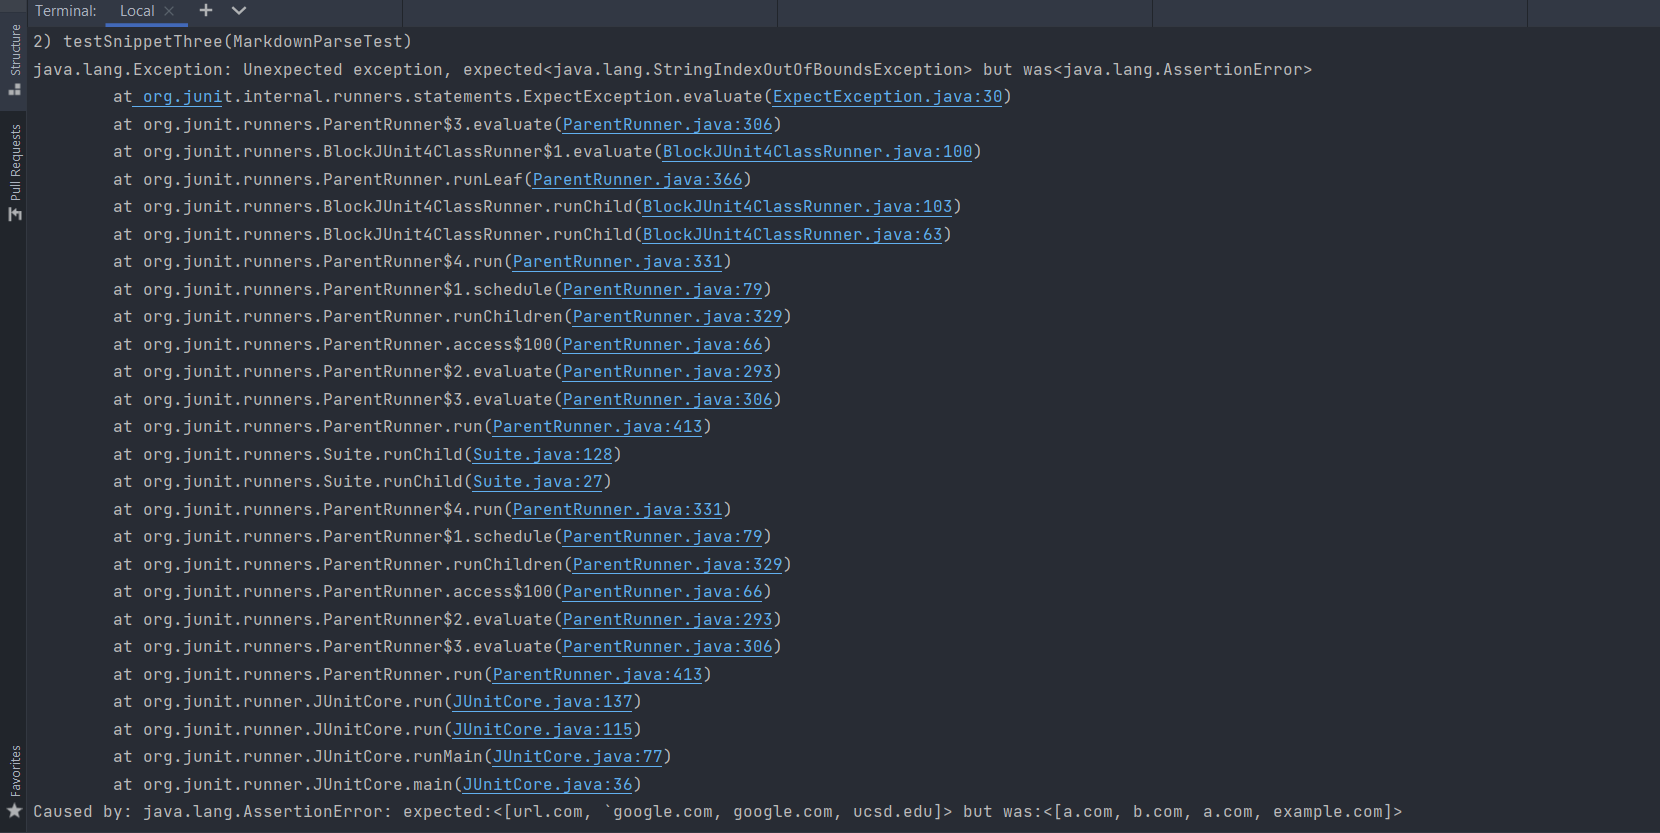 Terminal: Local
Structure
Pull Requests
Favorites
2) testSnippetThree(MarkdownParseTest)
java.lang.Exception: Unexpected exception, expected<java.lang.StringIndexOutOfBoundsException> but was<java.lang.AssertionError>
at org.junit.internal.runners.statements.ExpectException.evaluate(ExpectException.java:30)
at org.junit.runners.ParentRunner$3.evaluate(ParentRunner.java:306)
at org.junit.runners.BlockJUnit4ClassRunner$1.evaluate(BlockJUnit4ClassRunner.java:100)
at org.junit.runners.ParentRunner.runLeaf(ParentRunner.java:366)
at org.junit.runners.BlockJUnit4ClassRunner.runChild(BlockJUnit4ClassRunner.java:103)
at org.junit.runners.BlockJUnit4ClassRunner.runChild(BlockJUnit4ClassRunner.java:63)
at org.junit.runners.ParentRunner$4.run(ParentRunner.java:331)
at org.junit.runners.ParentRunner$1.schedule(ParentRunner.java:79)
at org.junit.runners.ParentRunner.runChildren(ParentRunner.java:329)
at org.junit.runners.ParentRunner.access$100(ParentRunner.java:66)
at org.junit.runners.ParentRunner$2.evaluate(ParentRunner.java:293)
at org.junit.runners.ParentRunner$3.evaluate(ParentRunner.java:306)
at org.junit.runners.ParentRunner.run(ParentRunner.java:413)
at org.junit.runners.Suite.runChild(Suite.java:128)
at org.junit.runners.Suite.runChild(Suite.java:27)
at org.junit.runners.ParentRunner$4.run(ParentRunner.java:331)
at org.junit.runners.ParentRunner$1.schedule(ParentRunner.java:79)
at org.junit.runners.ParentRunner.runChildren(ParentRunner.java:329)
at org.junit.runners.ParentRunner.access$100(ParentRunner.java:66)
at org.junit.runners.ParentRunner$2.evaluate(ParentRunner.java:293)
at org.junit.runners.ParentRunner$3.evaluate(ParentRunner.java:306)
at org.junit.runners.ParentRunner.run(ParentRunner.java:413)
at org.junit.runner.JUnitCore.run(JUnitCore.java:137)
at org.junit.runner.JUnitCore.run(JUnitCore.java:115)
at org.junit.runner.JUnitCore.runMain(JUnitCore.java:77)
at org.junit.runner.JUnitCore.main(JUnitCore.java:36)
Caused by: java.lang.AssertionError: expected:<[url.com, `google.com, google.com, ucsd.edu]> but was:<[a.com, b.com, a.com, example.com]>